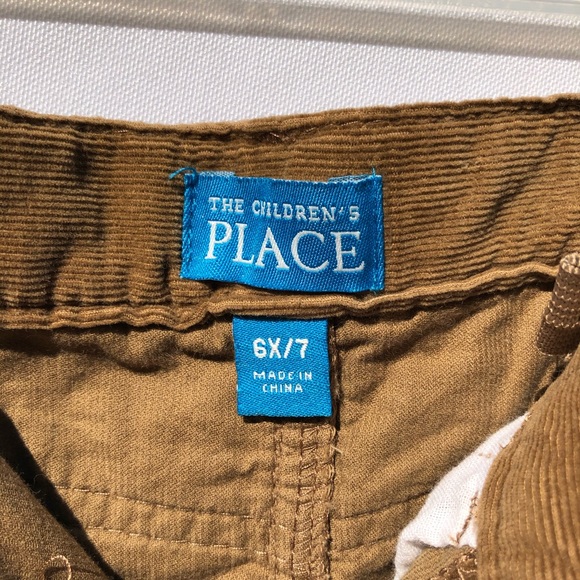 THE CHILDREN'S
PLACE
6X/7
MADE IN
CHINA